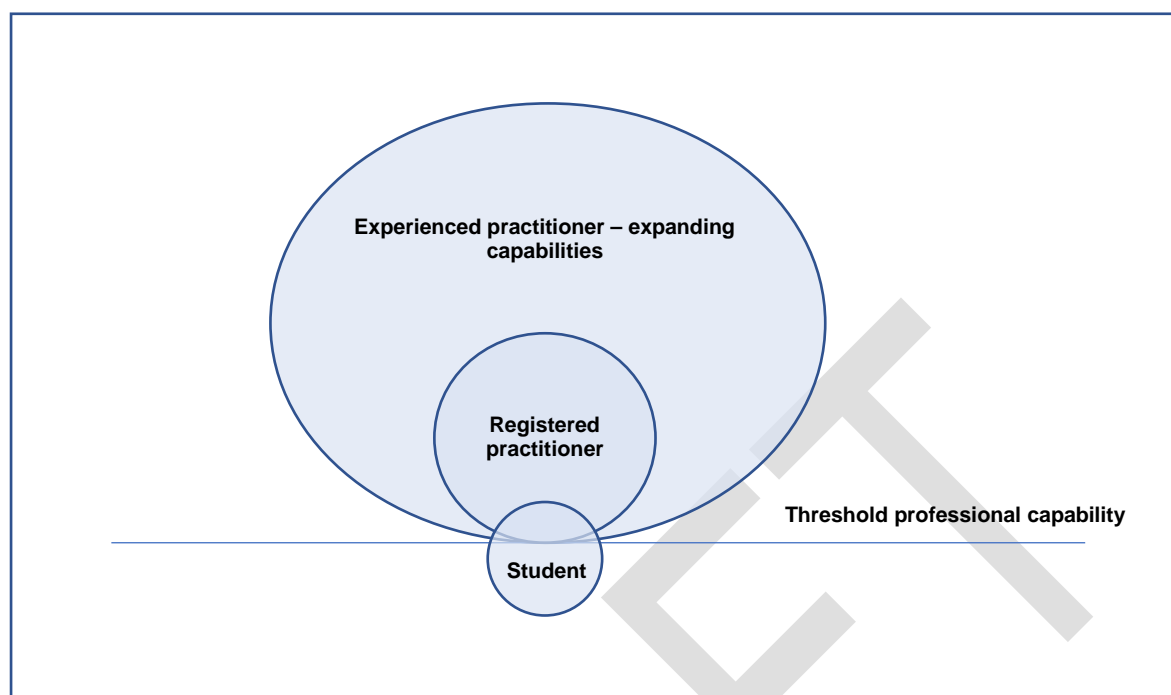 Experienced practitioner – expanding
capabilities
Registered
practitioner
Threshold professional capability
Student